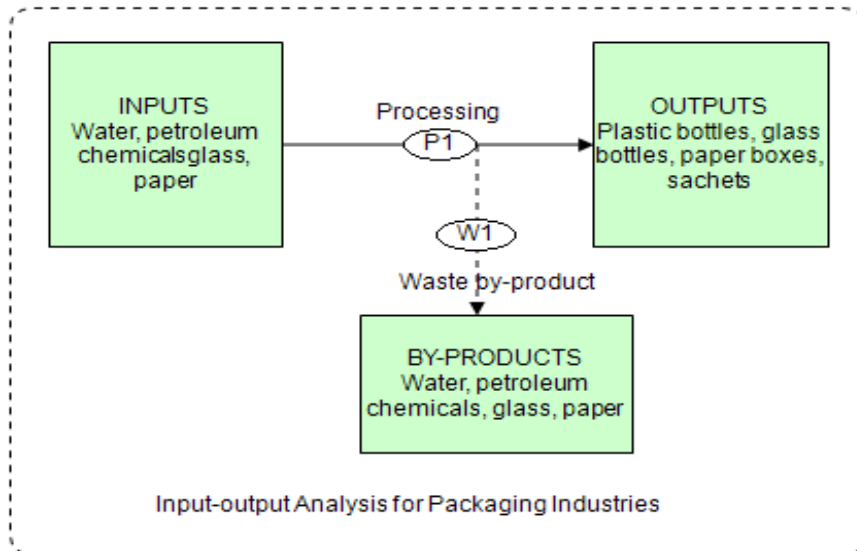 INPUTS
Water, petroleum
chemicalsglass,
paper
Processing
P1
OUTPUTS
Plastic bottles, glass
bottles, paper boxes,
sachets
W1
Waste by-product
BY-PRODUCTS
Water, petroleum
chemicals, glass, paper
Input-output Analysis for Packaging Industries